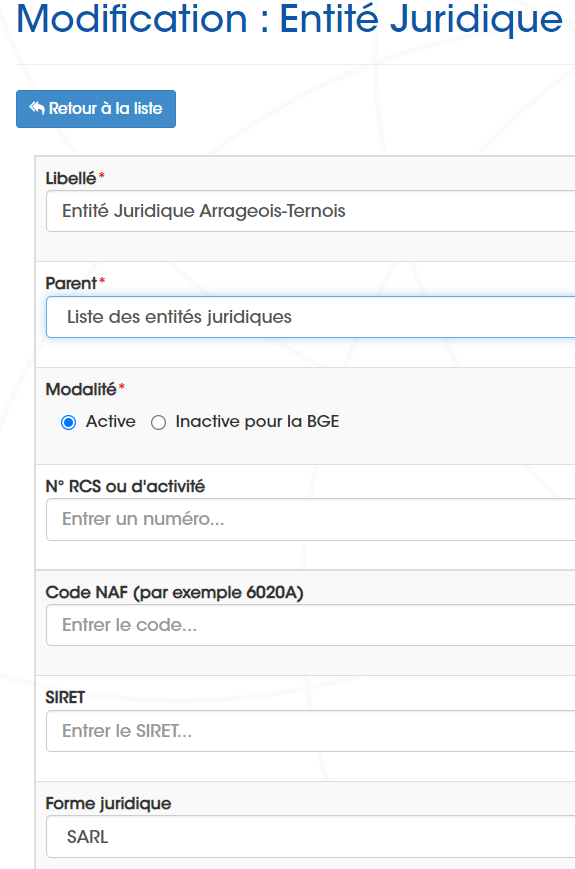 Modification : Entité Juridique
Retour à la liste
Libellé*
Entité Juridique Arrageois-Ternois
Parent*
Liste des entités juridiques
Modalité*
Active Inactive pour la BGE
N° RCS ou d'activité
Entrer un numéro...
Code NAF (par exemple 6020A)
Entrer le code...
SIRET
Entrer le SIRET...
Forme juridique
SARL